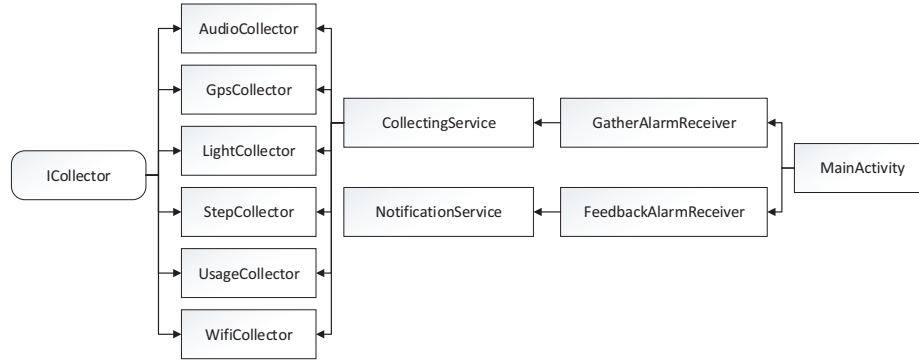 AudioCollector
GpsCollector
CollectingService
GatherAlarmReceiver
LightCollector
ICollector
MainActivity
StepCollector
NotificationService
FeedbackAlarmReceiver
UsageCollector
WifiCollector